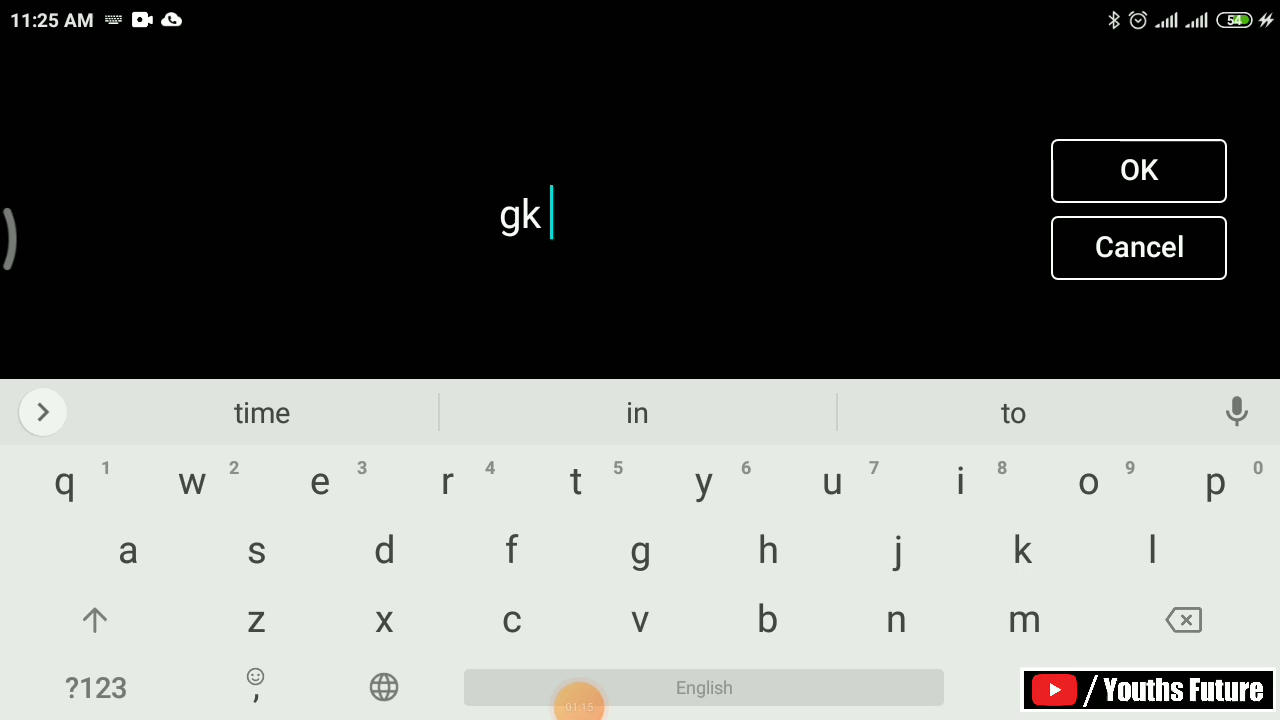 11:25 AM 54
gk
OK
Cancel
time in to
q 1 w 2 e 3 r 4 t 5 y 6 u 7 i 8 o 9 p 0
a s d f g h j k l
z x c v b n m
?123 , English
01:15
/ Youths Future